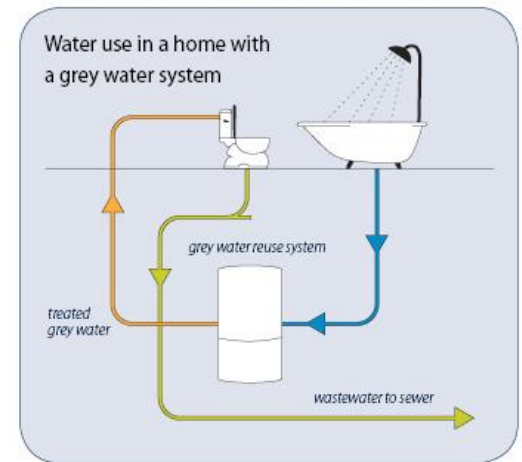 Water use in a home with
a grey water system
grey water reuse system
treated
grey water
wastewater to sewer